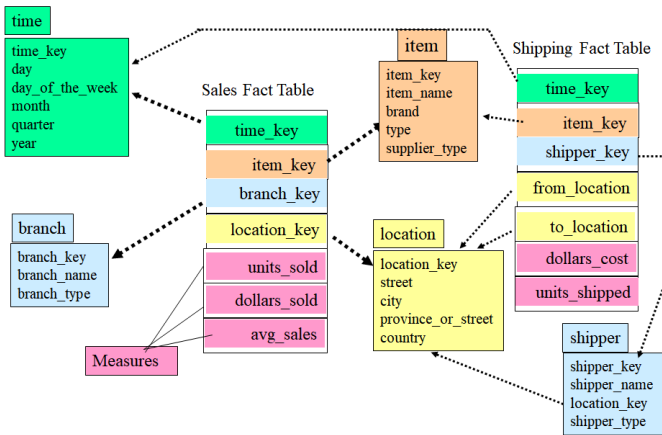 time
time_key
day
day_of_the_week
month
quarter
year
Sales Fact Table
time_key
item_key
branch_key
location_key
units_sold
dollars_sold
avg_sales
Measures
branch
branch_key
branch_name
branch_type
item
item_key
item_name
brand
type
supplier_type
location
location_key
street
city
province_or_street
country
Shipping Fact Table
time_key
item_key
shipper_key
from_location
to_location
dollars_cost
units_shipped
shipper
shipper_key
shipper_name
location_key
shipper_type